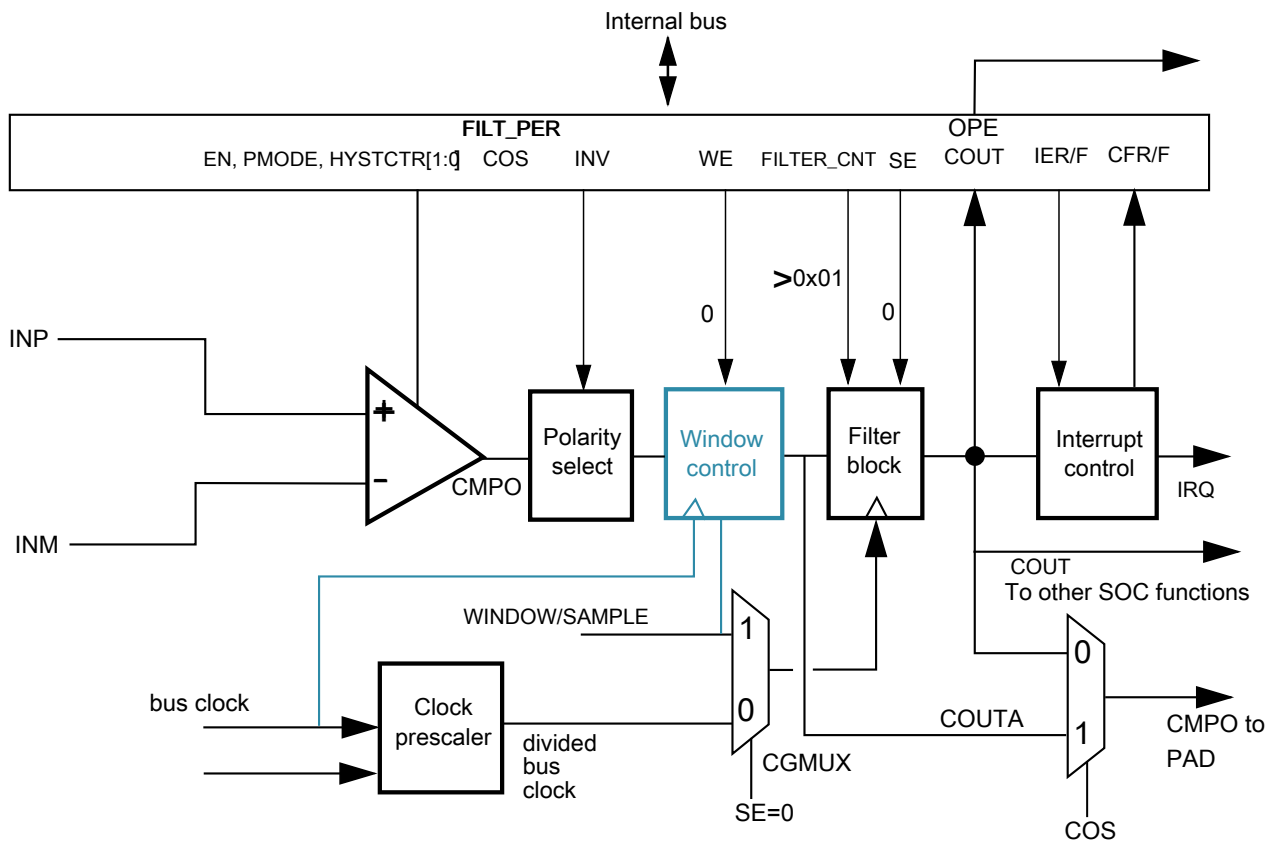 Internal bus
FILT_PER
OPE
EN, PMODE, HYSTCTR[1:0]
COS
INV
WE
FILTER_CNT
SE
COUT
IER/F
CFR/F
>0x01
0
0
INP
+
-
CMPO
Polarity
select
Window
control
Filter
block
Interrupt
control
IRQ
INM
COUT
To other SOC functions
WINDOW/SAMPLE
1
0
bus clock
Clock
prescaler
divided
bus
clock
CGMUX
SE=0
COUTA
0
1
CMPO to
PAD
COS